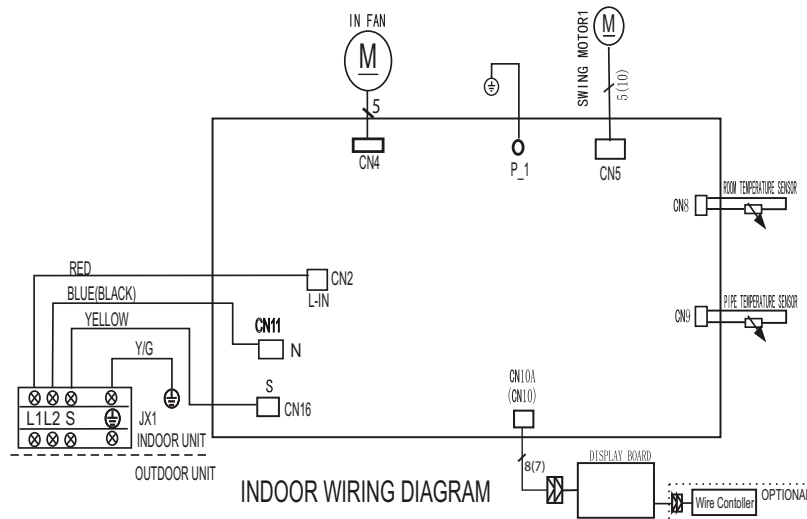 IN FAN
M
5
CN4
P_1
SWING MOTOR1
M
5(10)
CN5
CN8
ROOM TEMPERATURE SENSOR
CN9
PIPE TEMPERATURE SENSOR
RED
CN2
L-IN
BLUE(BLACK)
CN11
N
YELLOW
Y/G
S
CN16
L1 L2 S
JX1
INDOOR UNIT
OUTDOOR UNIT
CN10A
(CN10)
8(7)
DISPLAY BOARD
Wire Contoller
OPTIONAL
INDOOR WIRING DIAGRAM